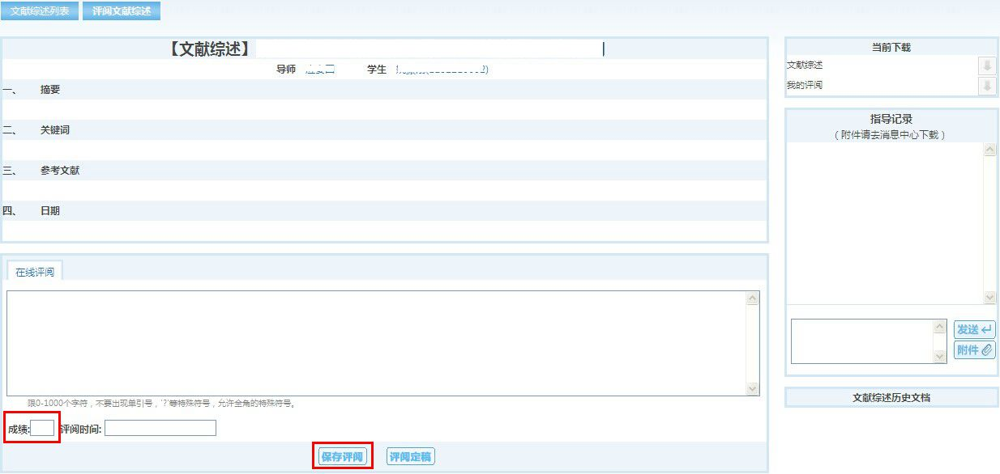 文献综述列表 评阅文献综述
【文献综述】
导师 学生
一、 摘要
二、 关键词
三、 参考文献
四、 日期
在线评阅
限0-1000个字符，不要出现单引号，'?'等特殊符号，允许全角的特殊符号。
成绩: 评阅时间:
保存评阅 评阅定稿
当前下载
文献综述
我的评阅
指导记录
（附件请去消息中心下载）
发送
附件
文献综述历史文档